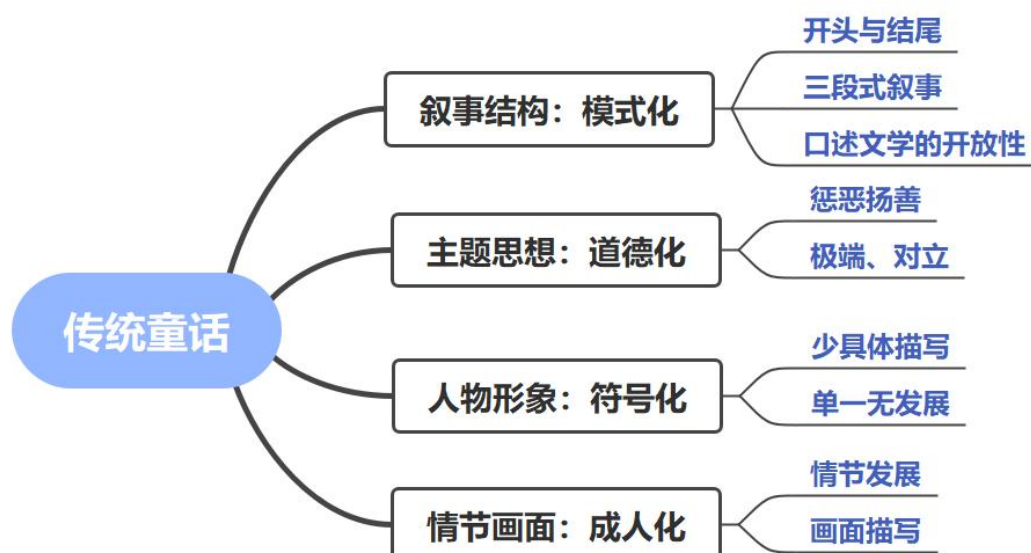 传统童话
叙事结构：模式化
开头与结尾
三段式叙事
口述文学的开放性
主题思想：道德化
惩恶扬善
极端、对立
人物形象：符号化
少具体描写
单一无发展
情节画面：成人化
情节发展
画面描写